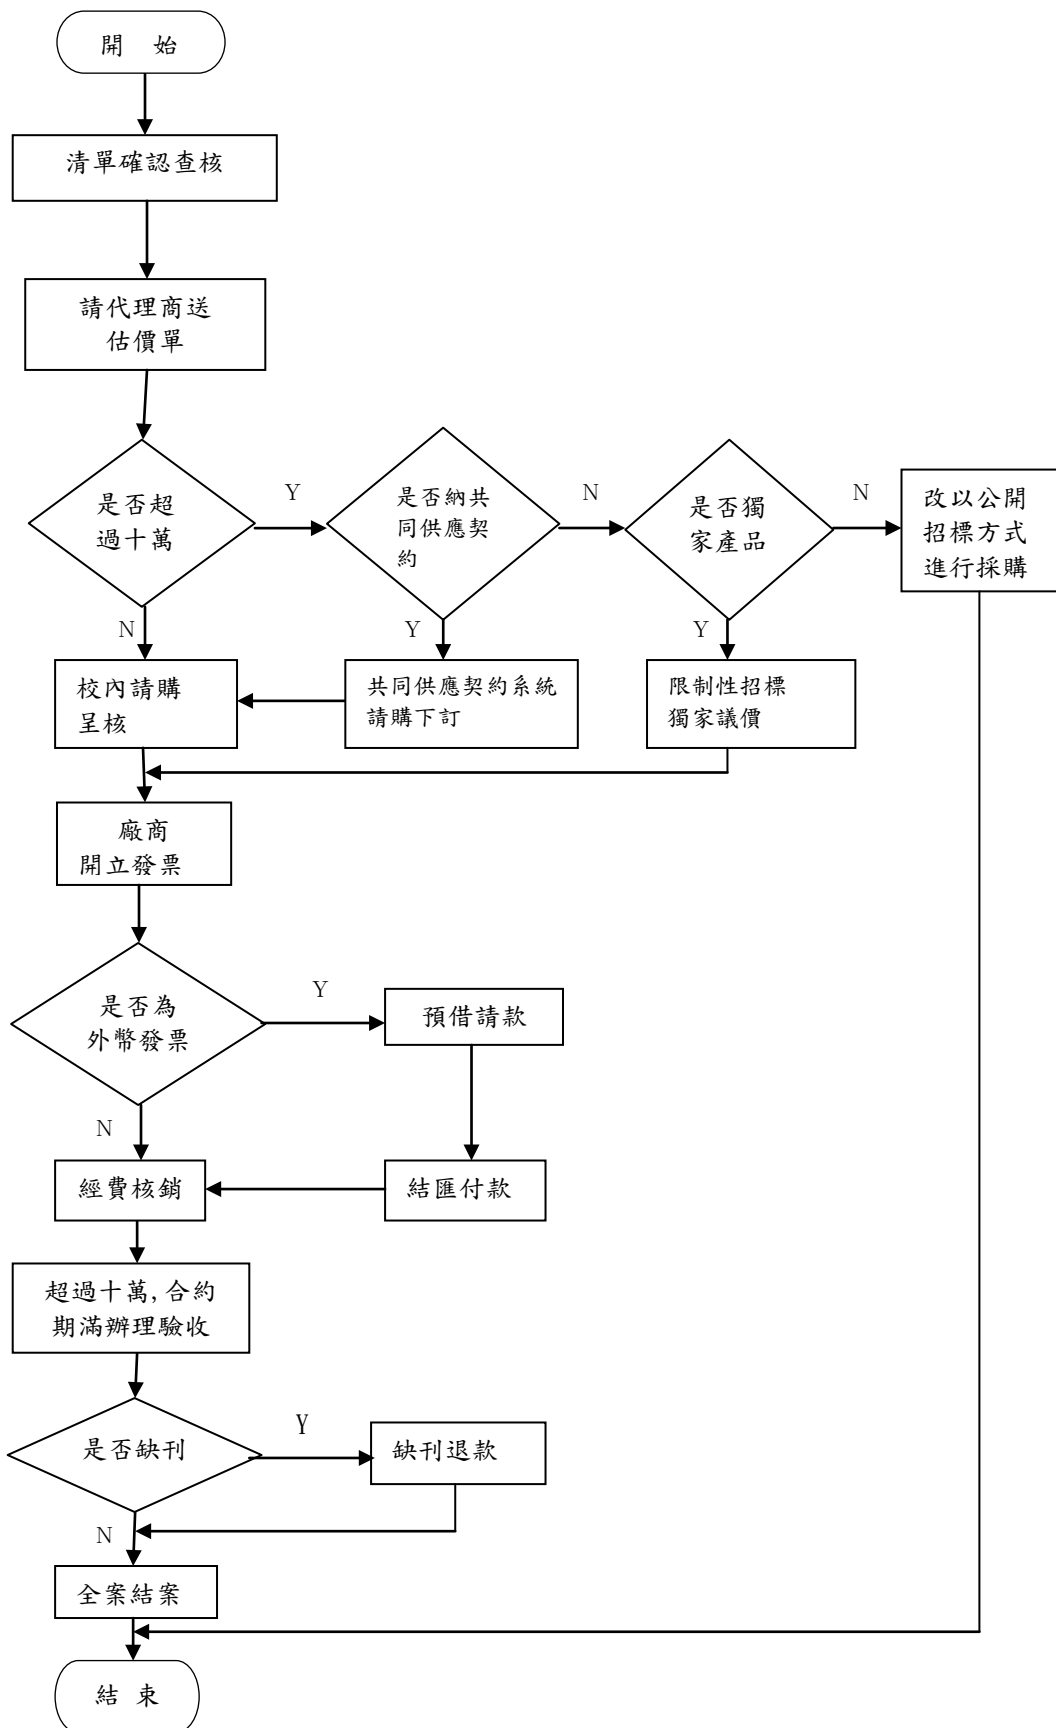 開 始
清單確認查核
請代理商送
估價單
是否超
過十萬
Y
是否納共
同供應契
約
N
是否獨
家產品
N
改以公開
招標方式
進行採購
N
Y
Y
校內請購
呈核
共同供應契約系統
請購下訂
限制性招標
獨家議價
廠商
開立發票
是否為
外幣發票
Y
預借請款
N
經費核銷
結匯付款
超過十萬,合約
期滿辦理驗收
是否缺刊
Y
缺刊退款
N
全案結案
結 束